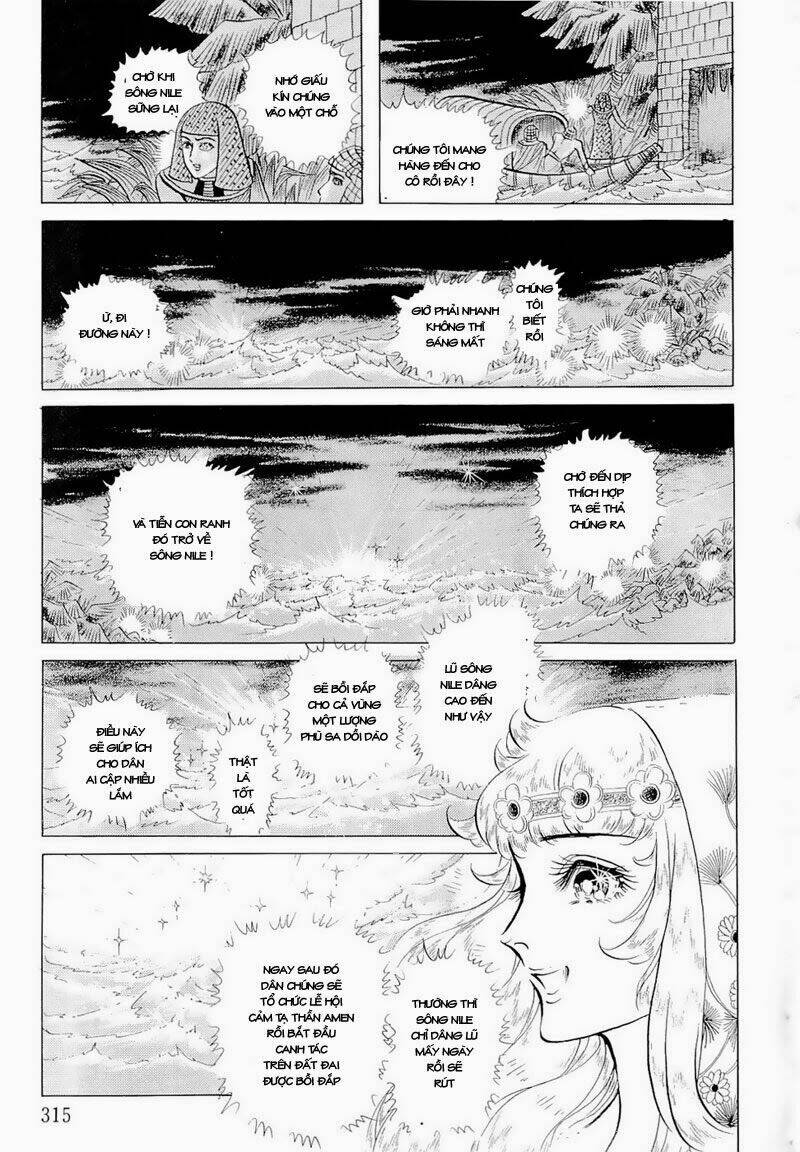 CHÚNG TÔI MANG
HÀNG ĐẾN CHO
CÔ RỒI ĐÂY !
NHỚ GIẤU
KÍN CHÚNG
VÀO MỘT CHỖ
CHỜ KHI
SÔNG NILE
SỮNG LẠI
CHÚNG
TÔI
BIẾT
RỒI
GIỜ PHẢI NHANH
KHÔNG THÌ
SÁNG MẤT
Ừ, ĐI
ĐƯỜNG NÀY !
CHỜ ĐẾN DỊP
THÍCH HỢP
TA SẼ THẢ
CHÚNG RA
VÀ TIỄN CON RANH
ĐÓ TRỞ VỀ
SÔNG NILE !
LŨ SÔNG
NILE DÂNG
CAO ĐẾN
NHƯ VẬY
SẼ BỒI ĐẮP
CHO CẢ VÙNG
MỘT LƯỢNG
PHÙ SA DỒI DÀO
THẬT
LÀ
TỐT
QUÁ
ĐIỀU NÀY
SẼ GIÚP ÍCH
CHO DÂN
AI CẬP NHIỀU
LẮM
THƯỜNG THÌ
SÔNG NILE
CHỈ DÂNG LŨ
MẤY NGÀY
RỒI SẼ
RÚT
NGAY SAU ĐÓ
DÂN CHÚNG SẼ
TỔ CHỨC LỄ HỘI
CẢM TẠ THẦN AMEN
RỒI BẮT ĐẦU
CANH TÁC
TRÊN ĐẤT ĐAI
ĐƯỢC BỒI ĐẮP
315